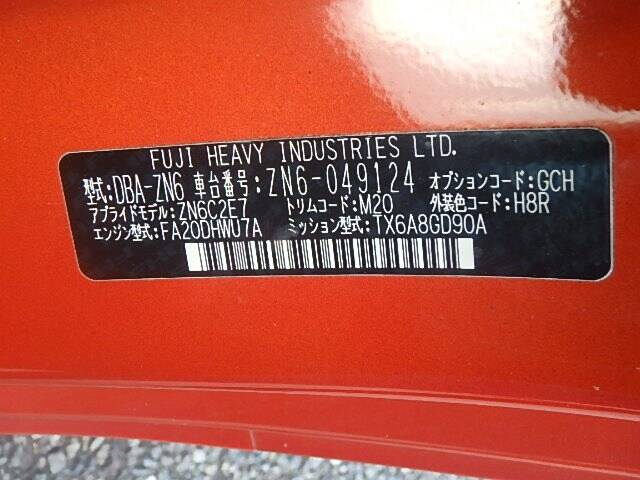 FUJI HEAVY INDUSTRIES LTD.
型式:DBA-ZN6 車台番号:ZN6-049124 オプションコード:GCH
アプライドモデル:ZN6C2E7 トリムコード:M20 外装色コード:H8R
エンジン型式:FA20DHWU7A ミッション型式:TX6A8GD90A